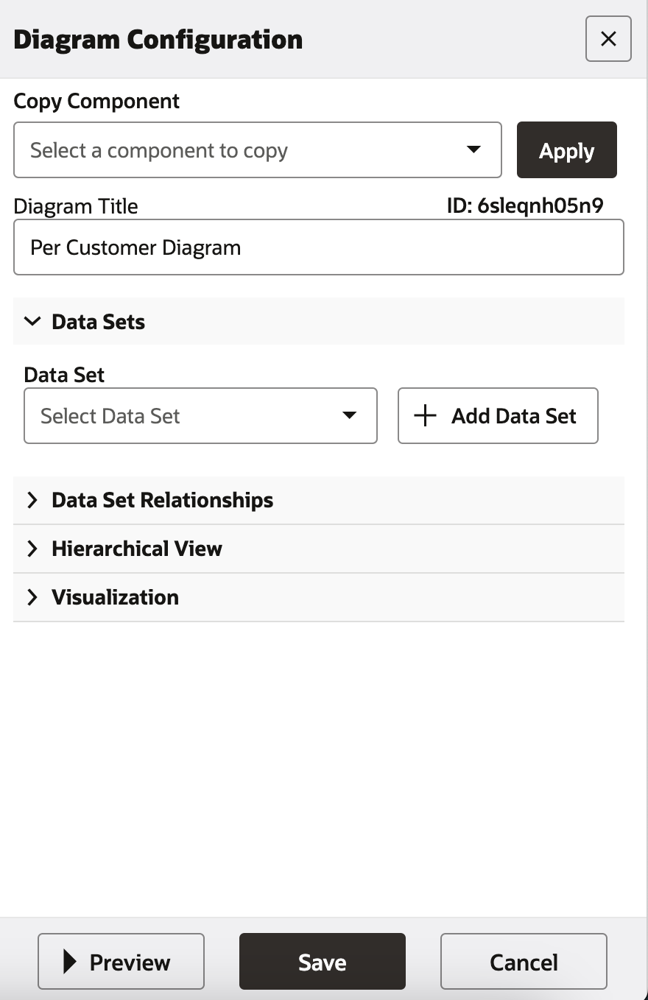 Diagram Configuration
Copy Component
Select a component to copy
Apply
Diagram Title
ID: 6sleqnh05n9
Per Customer Diagram
Data Sets
Data Set
Select Data Set
Add Data Set
Data Set Relationships
Hierarchical View
Visualization
Preview
Save
Cancel